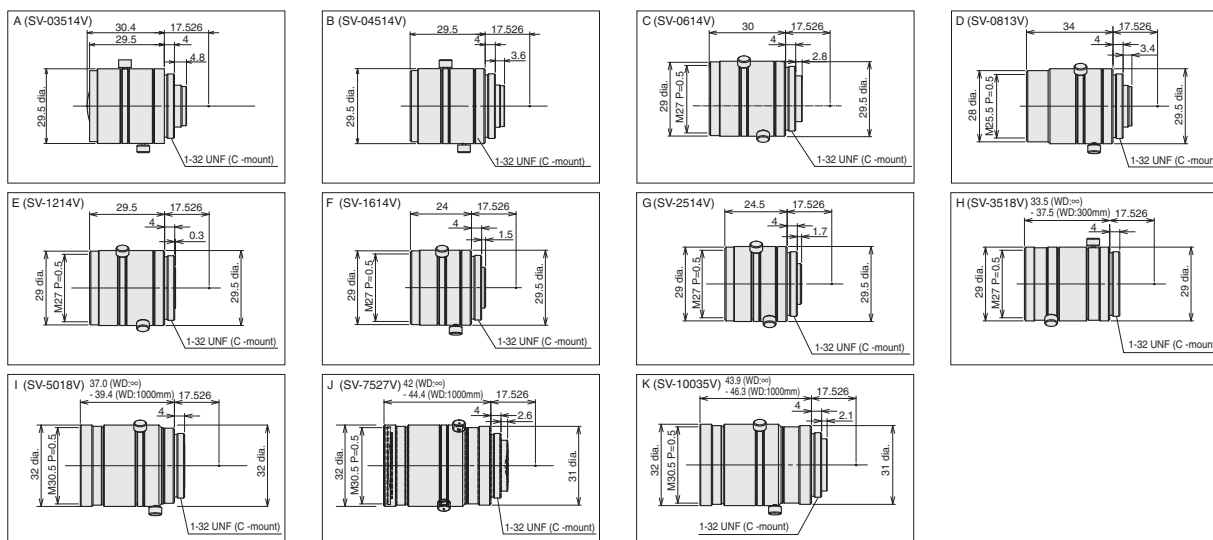 A (SV-03514V)
30.4
17.526
29.5
4
4.8
29.5 dia.
1-32 UNF (C -mount)
B (SV-04514V)
29.5
17.526
4
3.6
29.5 dia.
1-32 UNF (C -mount)
C (SV-0614V)
30
17.526
4
2.8
29 dia.
M27 P=0.5
29.5 dia.
1-32 UNF (C -mount)
D (SV-0813V)
34
17.526
4
3.4
28 dia.
M25.5 P=0.5
29.5 dia.
1-32 UNF (C -mount)
E (SV-1214V)
29.5
17.526
4
0.3
29 dia.
M27 P=0.5
29.5 dia.
1-32 UNF (C -mount)
F (SV-1614V)
24
17.526
4
1.5
29 dia.
M27 P=0.5
29.5 dia.
1-32 UNF (C -mount)
G (SV-2514V)
24.5
17.526
4
1.7
29 dia.
M27 P=0.5
29.5 dia.
1-32 UNF (C -mount)
H (SV-3518V)
33.5 (WD:∞)
- 37.5 (WD:300mm)
17.526
4
29 dia.
M27 P=0.5
29 dia.
1-32 UNF (C -mount)
I (SV-5018V)
37.0 (WD:∞)
- 39.4 (WD:1000mm)
17.526
4
32 dia.
M30.5 P=0.5
32 dia.
1-32 UNF (C -mount)
J (SV-7527V)
42 (WD:∞)
- 44.4 (WD:1000mm)
17.526
4
2.6
32 dia.
M30.5 P=0.5
31 dia.
1-32 UNF (C -mount)
K (SV-10035V)
43.9 (WD:∞)
- 46.3 (WD:1000mm)
17.526
4
2.1
32 dia.
M30.5 P=0.5
31 dia.
1-32 UNF (C -mount)